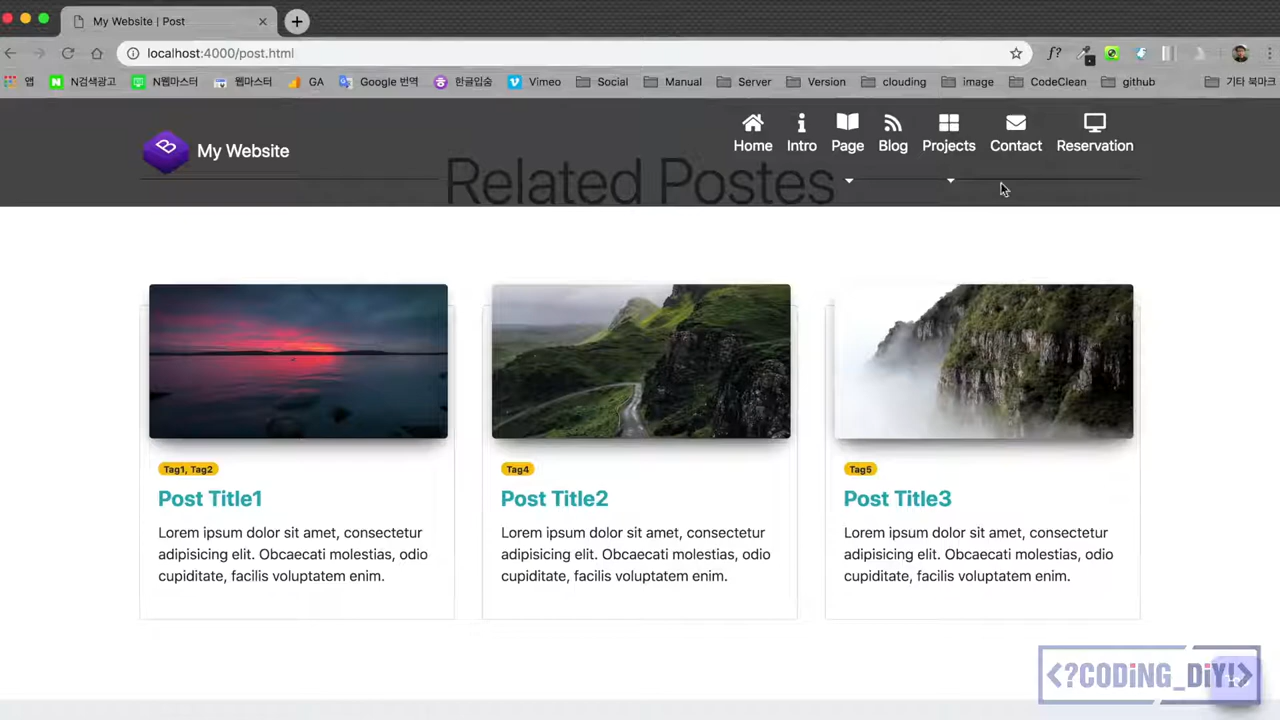 My Website | Post
localhost:4000/post.html
f?
앱 N검색광고 N웹마스터 웹마스터 GA Google 번역 한글입숨 Vimeo Social Manual Server Version clouding image CodeClean github 기타 북마크
My Website
Home Intro Page Blog Projects Contact Reservation
Related Postes
Tag1, Tag2
Post Title1
Lorem ipsum dolor sit amet, consectetur
adipisicing elit. Obcaecati molestias, odio
cupiditate, facilis voluptatem enim.
Tag4
Post Title2
Lorem ipsum dolor sit amet, consectetur
adipisicing elit. Obcaecati molestias, odio
cupiditate, facilis voluptatem enim.
Tag5
Post Title3
Lorem ipsum dolor sit amet, consectetur
adipisicing elit. Obcaecati molestias, odio
cupiditate, facilis voluptatem enim.
<?CODiNG_DiY!>